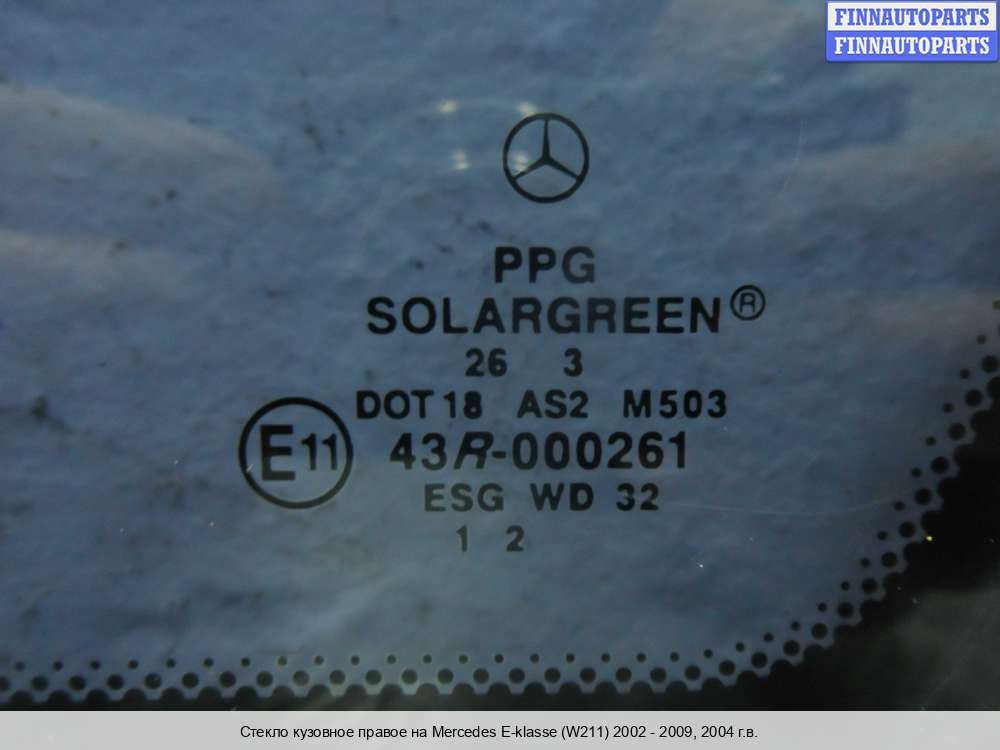 FINNAUTOPARTS
FINNAUTOPARTS
PPG
SOLARGREEN®
26 3
DOT 18 AS2 M503
E11 43R-000261
ESG WD 32
1 2
Стекло кузовное правое на Mercedes E-klasse (W211) 2002 - 2009, 2004 г.в.